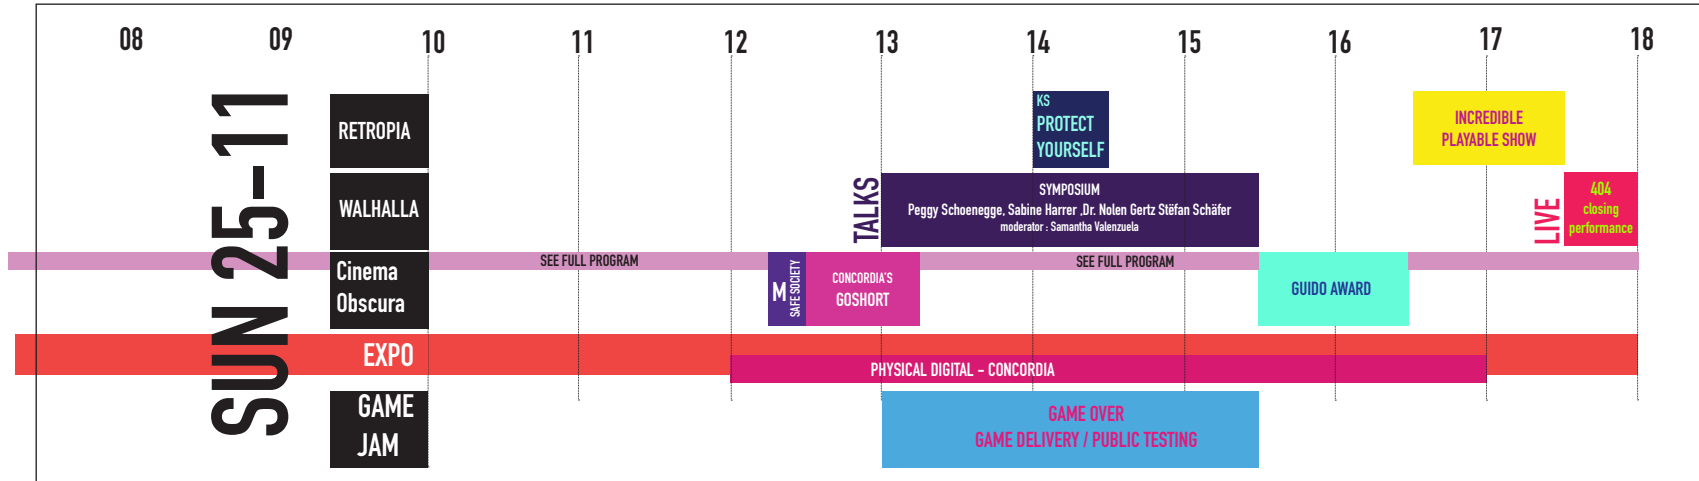 08 09 10 11 12 13 14 15 16 17 18
SUN 25-11
RETROPIA
KS
PROTECT
YOURSELF
INCREDIBLE
PLAYABLE SHOW
WALHALLA
TALKS
SYMPOSIUM
Peggy Schoenegge, Sabine Harrer ,Dr. Nolen Gertz Stëfan Schäfer
moderator : Samantha Valenzuela
LIVE
404
closing
performance
SEE FULL PROGRAM
SEE FULL PROGRAM
Cinema
Obscura
M
SAFE SOCIETY
CONCORDIA'S
GOSHORT
GUIDO AWARD
EXPO
PHYSICAL DIGITAL - CONCORDIA
GAME
JAM
GAME OVER
GAME DELIVERY / PUBLIC TESTING